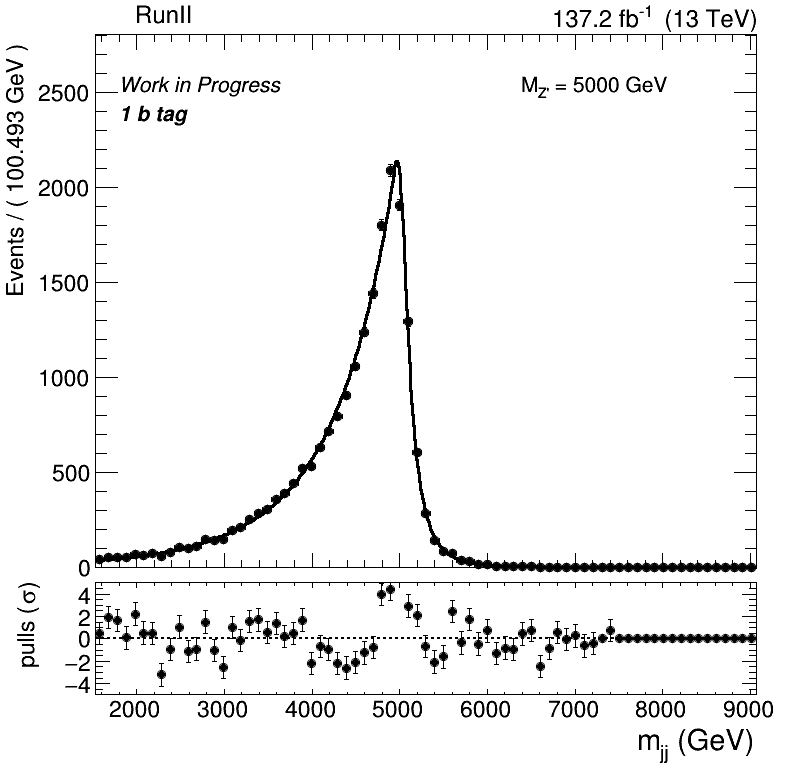 RunII
137.2 fb⁻¹ (13 TeV)
Events / ( 100.493 GeV )
Work in Progress
1 b tag
M_Z' = 5000 GeV
2500
2000
1500
1000
500
0
pulls (σ)
4
2
0
−2
−4
2000 3000 4000 5000 6000 7000 8000 9000
m_jj (GeV)